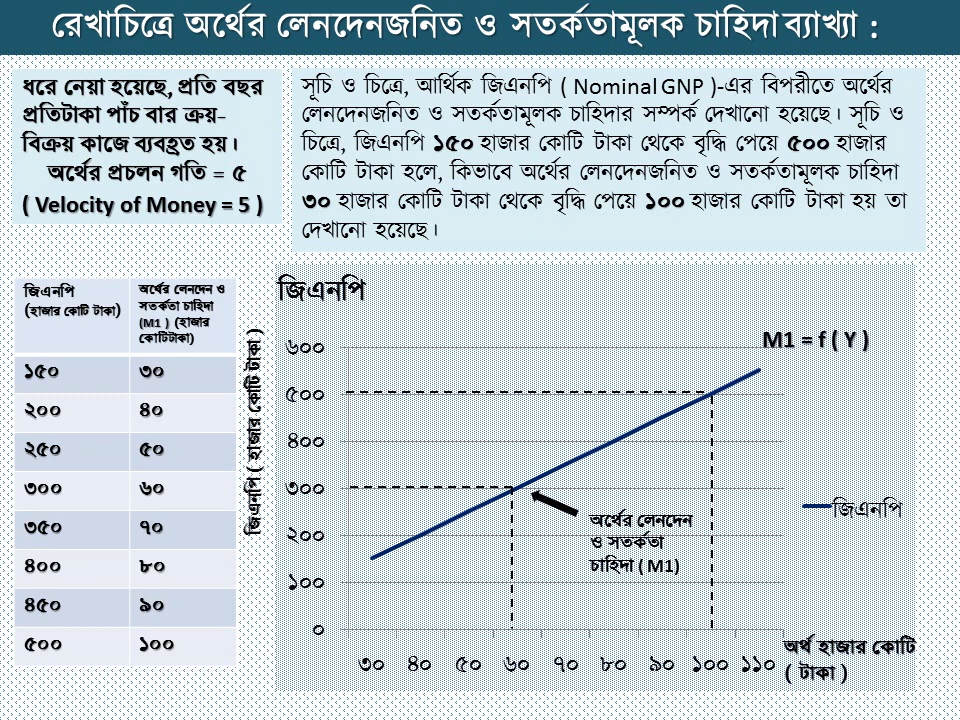 রেখাচিত্রে অর্থের লেনদেনজনিত ও সতর্কতামূলক চাহিদা ব্যাখ্যা :
ধরে নেয়া হয়েছে, প্রতি বছর
প্রতিটাকা পাঁচ বার ক্রয়-
বিক্রয় কাজে ব্যবহৃত হয়।
অর্থের প্রচলন গতি = ৫
( Velocity of Money = 5 )
সূচি ও চিত্রে, আর্থিক জিএনপি ( Nominal GNP )-এর বিপরীতে অর্থের
লেনদেনজনিত ও সতর্কতামূলক চাহিদার সম্পর্ক দেখানো হয়েছে। সূচি ও
চিত্রে, জিএনপি ১৫০ হাজার কোটি টাকা থেকে বৃদ্ধি পেয়ে ৫০০ হাজার
কোটি টাকা হলে, কিভাবে অর্থের লেনদেনজনিত ও সতর্কতামূলক চাহিদা
৩০ হাজার কোটি টাকা থেকে বৃদ্ধি পেয়ে ১০০ হাজার কোটি টাকা হয় তা
দেখানো হয়েছে।
জিএনপি
(হাজার কোটি টাকা)
অর্থের লেনদেন ও
সতর্কতা চাহিদা
(M1 ) (হাজার
কোটিটাকা)
১৫০ ৩০
২০০ ৪০
২৫০ ৫০
৩০০ ৬০
৩৫০ ৭০
৪০০ ৮০
৪৫০ ৯০
৫০০ ১০০
জিএনপি
জিএনপি ( হাজার কোটি টাকা )
M1 = f ( Y )
৬০০
৫০০
৪০০
৩০০
২০০
১০০
০
অর্থের লেনদেন
ও সতর্কতা
চাহিদা ( M1)
জিএনপি
৩০ ৪০ ৫০ ৬০ ৭০ ৮০ ৯০ ১০০ ১১০
অর্থ হাজার কোটি
( টাকা )